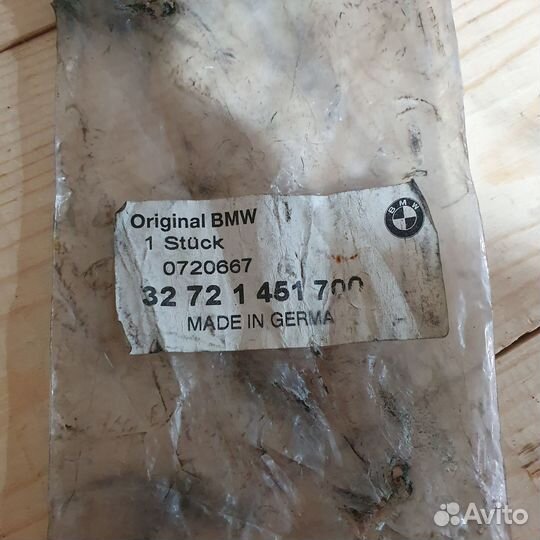 Original BMW
BMW
1 Stück
0720667
32 72 1 451 700
MADE IN GERMA
Avito